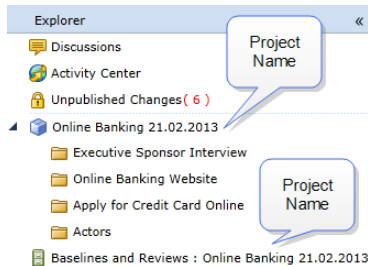 Explorer «
Discussions
Project
Name
Activity Center
Unpublished Changes( 6 )
Online Banking 21.02.2013
Executive Sponsor Interview
Online Banking Website
Project
Name
Apply for Credit Card Online
Actors
Baselines and Reviews : Online Banking 21.02.2013